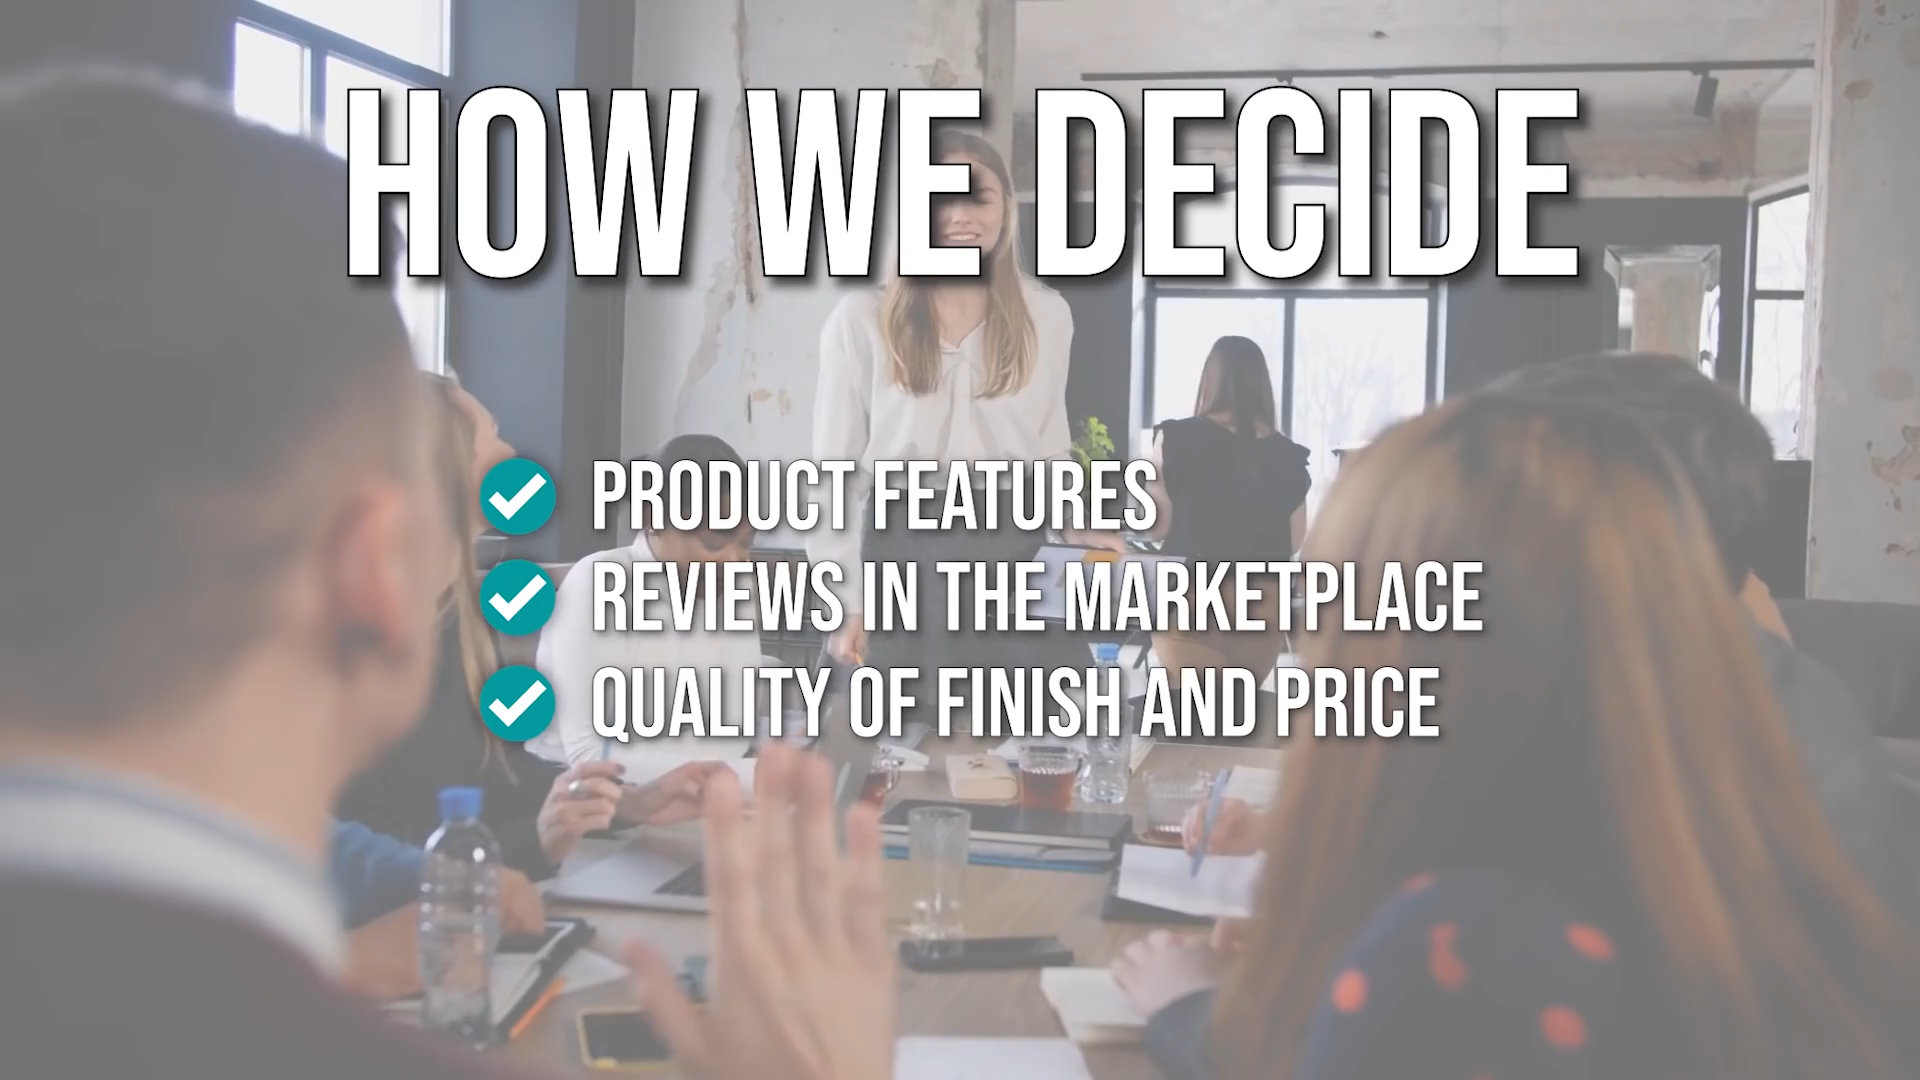 HOW WE DECIDE
PRODUCT FEATURES
REVIEWS IN THE MARKETPLACE
QUALITY OF FINISH AND PRICE